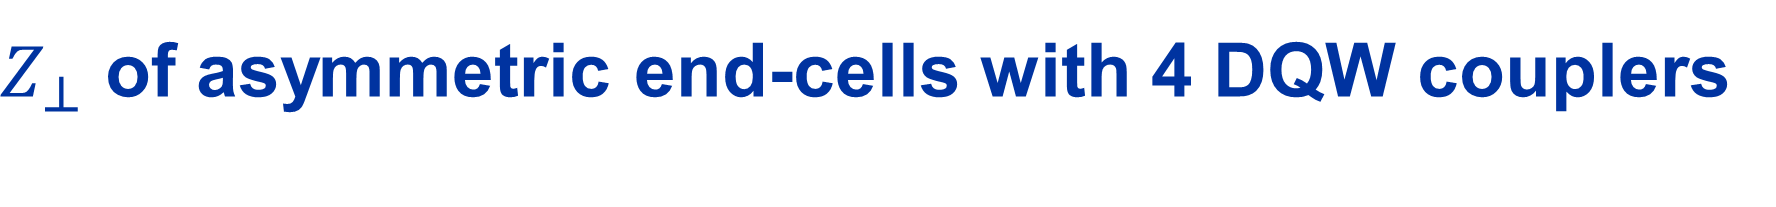 Z⊥ of asymmetric end-cells with 4 DQW couplers